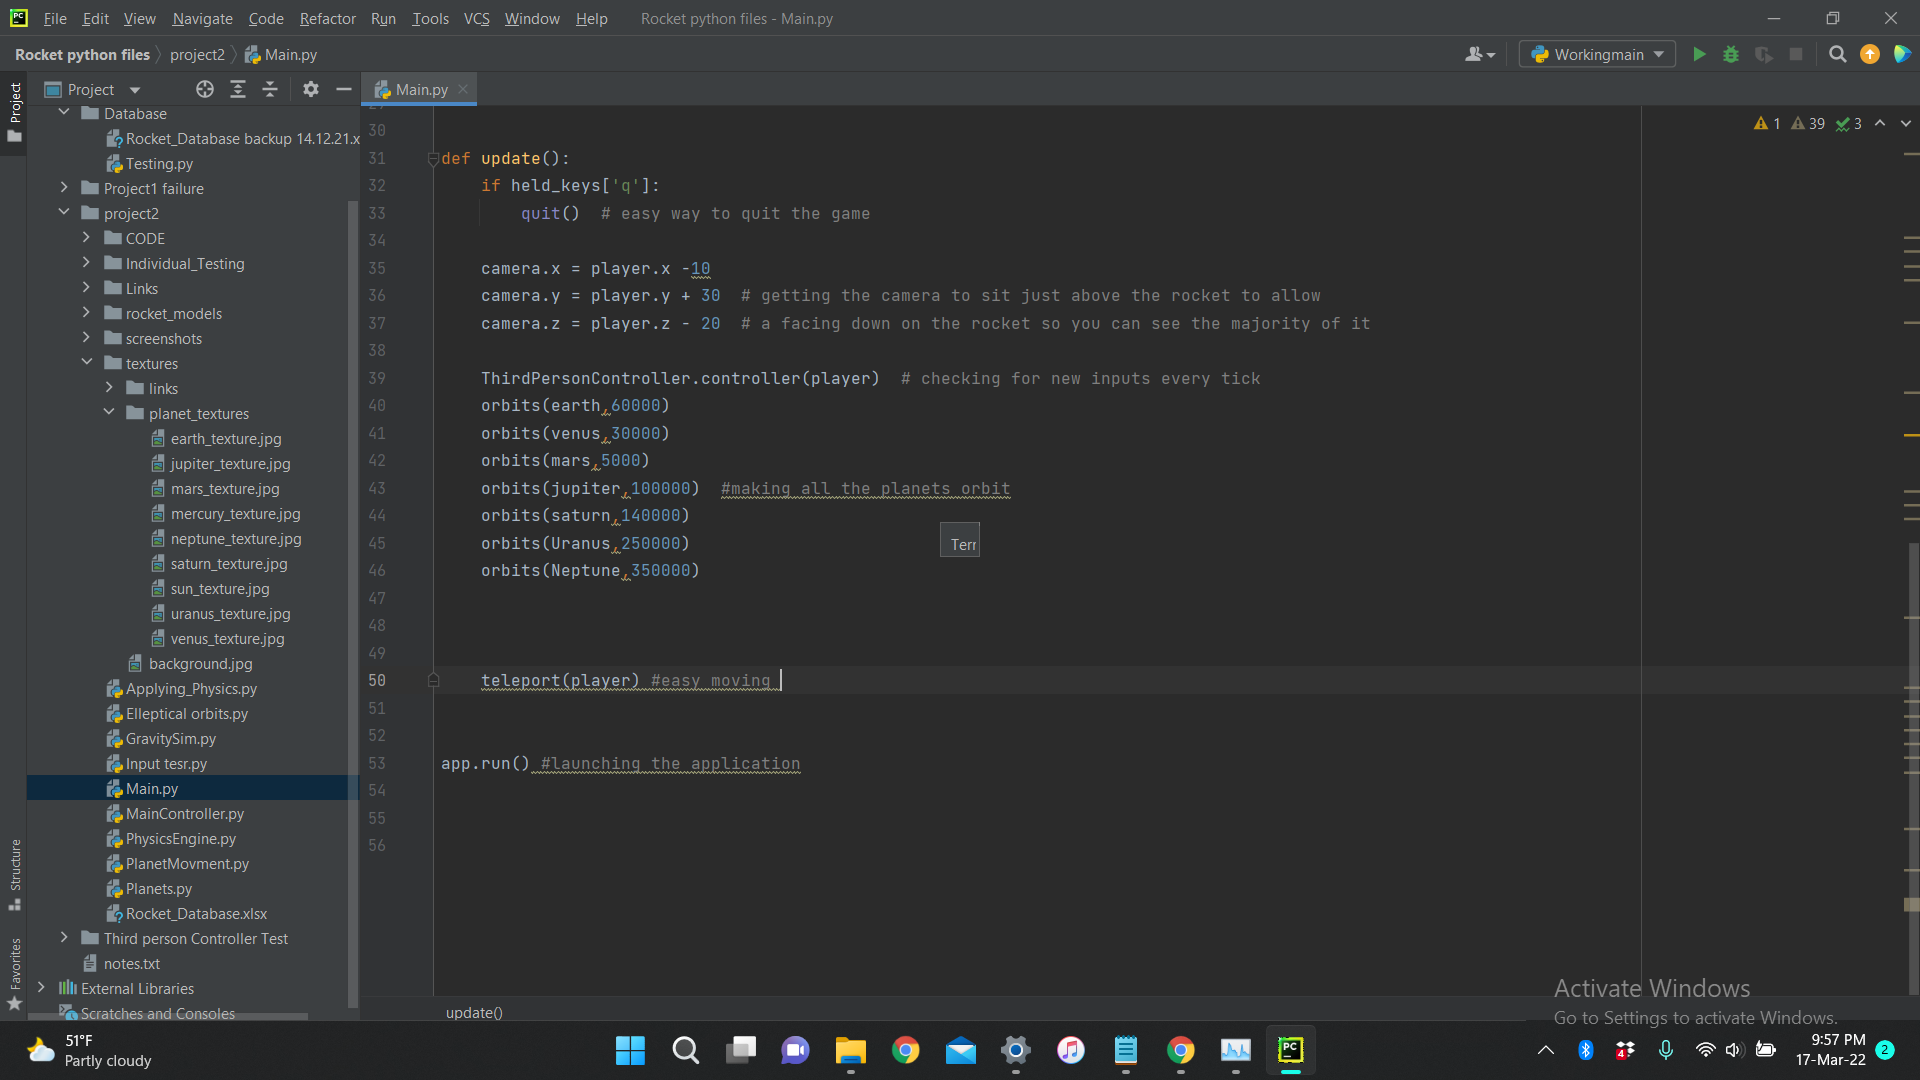 File Edit View Navigate Code Refactor Run Tools VCS Window Help Rocket python files - Main.py
Rocket python files project2 Main.py
Workingmain
Project
Project
Main.py
1 39 3
Database
Rocket_Database backup 14.12.21.x
Testing.py
Project1 failure
project2
CODE
Individual_Testing
Links
rocket_models
screenshots
textures
links
planet_textures
earth_texture.jpg
jupiter_texture.jpg
mars_texture.jpg
mercury_texture.jpg
neptune_texture.jpg
saturn_texture.jpg
sun_texture.jpg
uranus_texture.jpg
venus_texture.jpg
background.jpg
Applying_Physics.py
Elleptical orbits.py
GravitySim.py
Input tesr.py
Main.py
MainController.py
PhysicsEngine.py
PlanetMovment.py
Planets.py
Rocket_Database.xlsx
Third person Controller Test
notes.txt
External Libraries
Scratches and Consoles
Structure
Favorites
30
31 def update():
32 if held_keys['q']:
33 quit() # easy way to quit the game
34
35 camera.x = player.x -10
36 camera.y = player.y + 30 # getting the camera to sit just above the rocket to allow
37 camera.z = player.z - 20 # a facing down on the rocket so you can see the majority of it
38
39 ThirdPersonController.controller(player) # checking for new inputs every tick
40 orbits(earth,60000)
41 orbits(venus,30000)
42 orbits(mars,5000)
43 orbits(jupiter,100000) #making all the planets orbit
44 orbits(saturn,140000)
45 orbits(Uranus,250000)
46 orbits(Neptune,350000)
47
48
49
50 teleport(player) #easy moving
51
52
53 app.run() #launching the application
54
55
56
Terr
update()
Activate Windows
Go to Settings to activate Windows.
51°F
Partly cloudy
PC
4
9:57 PM
17-Mar-22
2